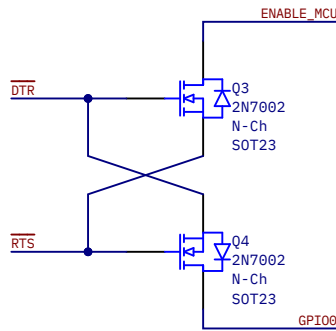 ENABLE_MCU
Q3
DTR
2N7002
N-Ch
SOT23
RTS
Q4
2N7002
N-Ch
SOT23
GPIO0